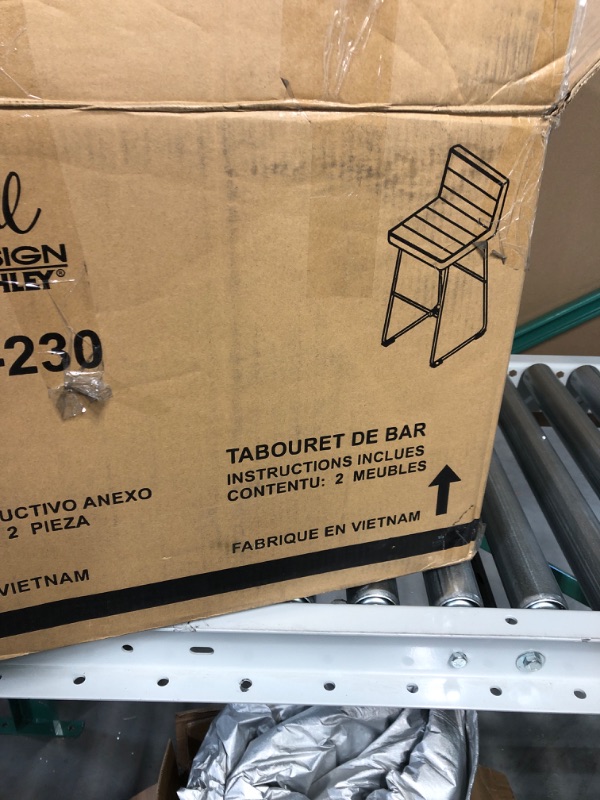 SIGN
HLEY®
-230
TABOURET DE BAR
INSTRUCTIONS INCLUES
CONTENTU: 2 MEUBLES
UCTIVO ANEXO
2 PIEZA
FABRIQUE EN VIETNAM
VIETNAM